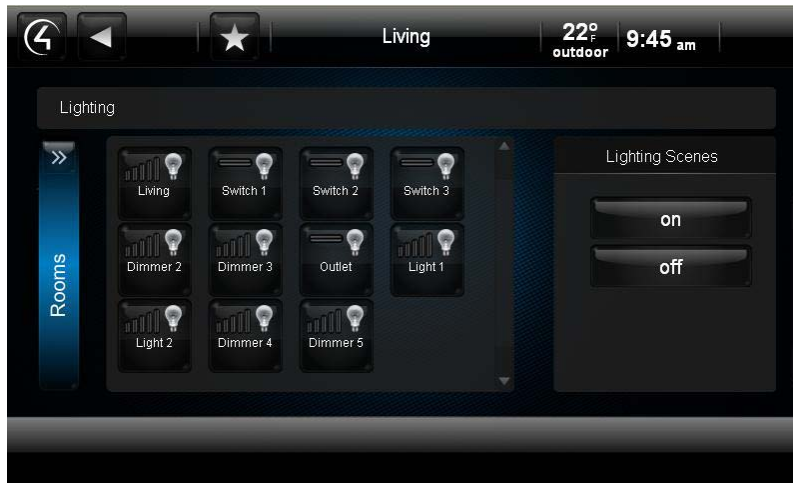 Living
22°F
outdoor
9:45 am
Lighting
Rooms
Living
Switch 1
Switch 2
Switch 3
Dimmer 2
Dimmer 3
Outlet
Light 1
Light 2
Dimmer 4
Dimmer 5
Lighting Scenes
on
off